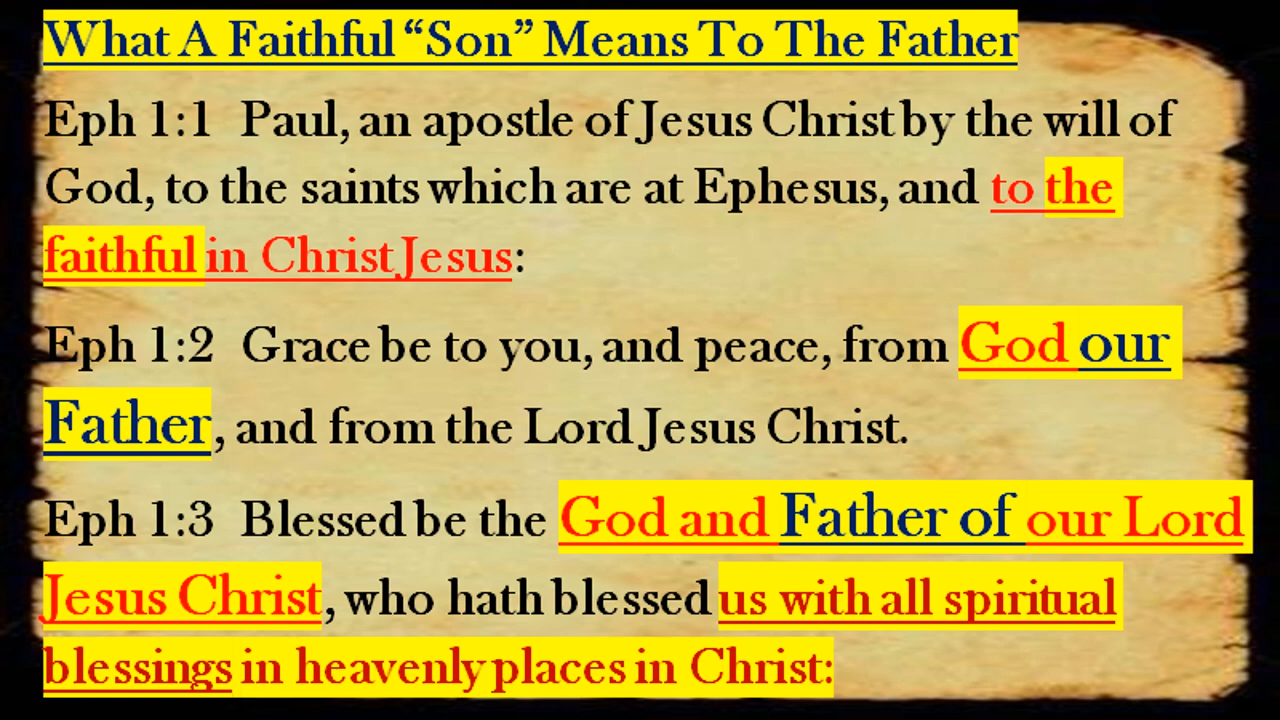 What A Faithful “Son” Means To The Father
Eph 1:1 Paul, an apostle of Jesus Christ by the will of
God, to the saints which are at Ephesus, and to the
faithful in Christ Jesus:
Eph 1:2 Grace be to you, and peace, from God our
Father, and from the Lord Jesus Christ.
Eph 1:3 Blessed be the God and Father of our Lord
Jesus Christ, who hath blessed us with all spiritual
blessings in heavenly places in Christ: